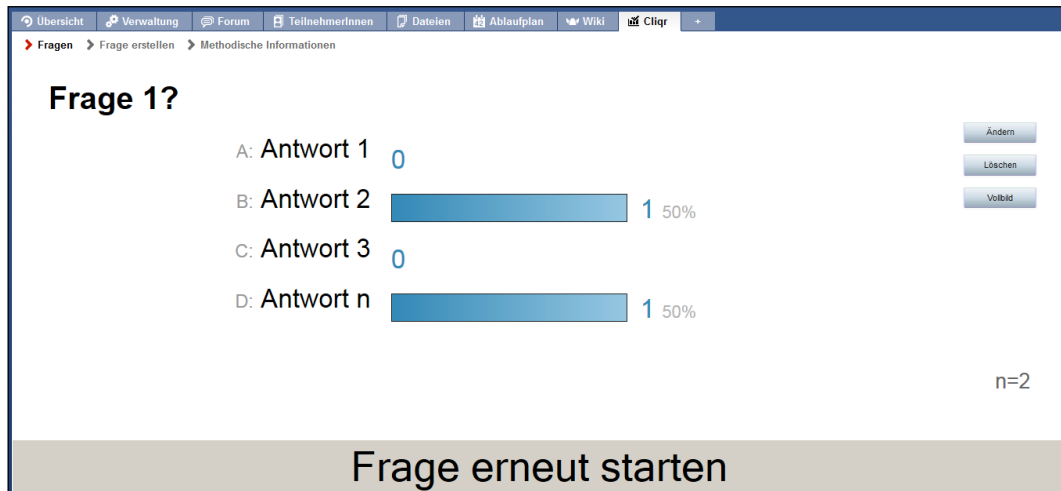 Übersicht Verwaltung Forum TeilnehmerInnen Dateien Ablaufplan Wiki Cliqr +
Fragen Frage erstellen Methodische Informationen
Frage 1?
A: Antwort 1 0
B: Antwort 2 1 50%
C: Antwort 3 0
D: Antwort n 1 50%
Ändern
Löschen
Vollbild
n=2
Frage erneut starten